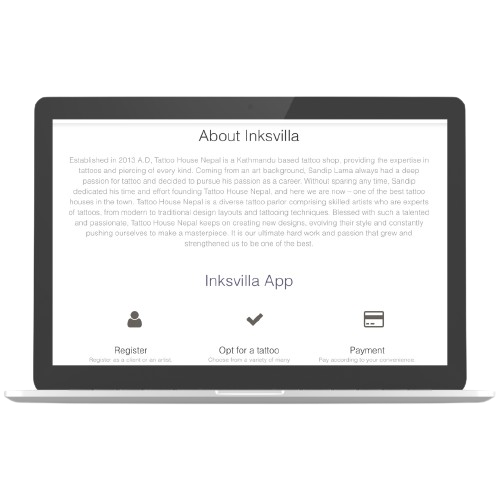 About Inksvilla
Established in 2013 A.D, Tattoo House Nepal is a Kathmandu based tattoo shop, providing the expertise in
tattoos and piercing of every kind. Coming from an art background, Sandip Lama always had a deep
passion for tattoo and decided to pursue his passion as a career. Without sparing any time, Sandip
dedicated his time and effort founding Tattoo House Nepal, and here we are now – one of the best tattoo
houses in the town. Tattoo House Nepal is a diverse tattoo parlor comprising skilled artists who are experts
of tattoos, from modern to traditional design layouts and tattooing techniques. Blessed with such a talented
and passionate, Tattoo House Nepal keeps on creating new designs, evolving their style and constantly
pushing ourselves to make a masterpiece. It is our ultimate hard work and passion that grew and
strengthened us to be one of the best.
Inksvilla App
Register Opt for a tattoo Payment
Register as a client or an artist. Choose from a variety of many Pay according to your convenience.